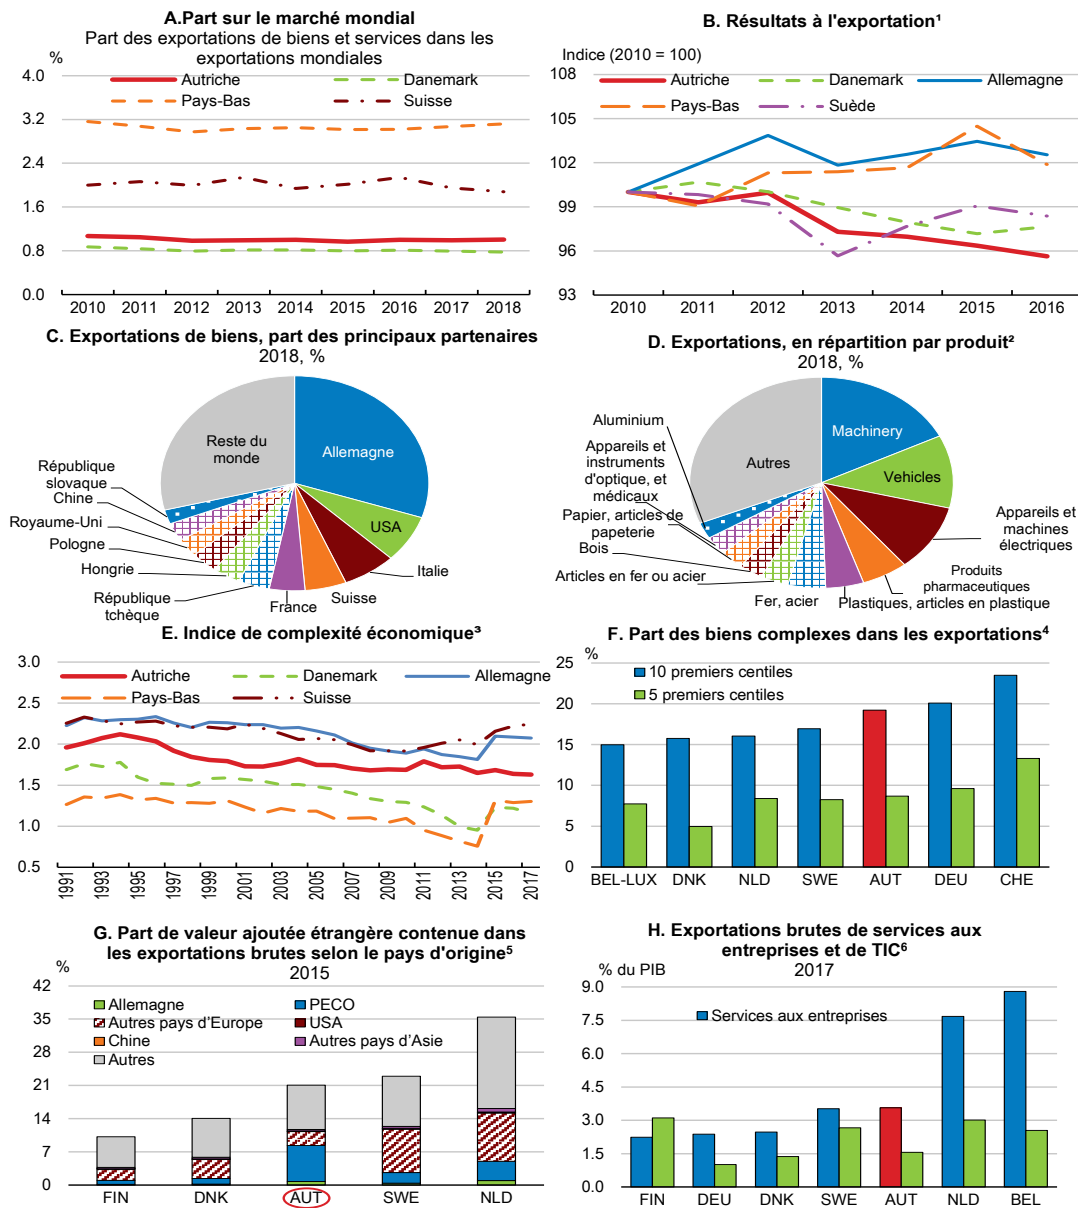 A.Part sur le marché mondial
Part des exportations de biens et services dans les
exportations mondiales
%
4.0
3.2
2.4
1.6
0.8
0.0
Autriche
Danemark
Pays-Bas
Suisse
2010 2011 2012 2013 2014 2015 2016 2017 2018
B. Résultats à l'exportation¹
Indice (2010 = 100)
108
105
102
99
96
93
Autriche
Danemark
Allemagne
Pays-Bas
Suède
2010 2011 2012 2013 2014 2015 2016
C. Exportations de biens, part des principaux partenaires
2018, %
Reste du
monde
Allemagne
USA
Italie
Suisse
France
République
tchèque
Hongrie
Pologne
Royaume-Uni
Chine
République
slovaque
D. Exportations, en répartition par produit²
2018, %
Autres
Machinery
Vehicles
Appareils et
machines
électriques
Produits
pharmaceutiques
Plastiques, articles en plastique
Fer, acier
Articles en fer ou acier
Bois
Papier, articles de
papeterie
Appareils et
instruments
d'optique, et
médicaux
Aluminium
E. Indice de complexité économique³
3.0
2.5
2.0
1.5
1.0
0.5
Autriche
Danemark
Allemagne
Pays-Bas
Suisse
1991 1993 1995 1997 1999 2001 2003 2005 2007 2009 2011 2013 2015 2017
F. Part des biens complexes dans les exportations⁴
%
25
20
15
10
5
0
10 premiers centiles
5 premiers centiles
BEL-LUX DNK NLD SWE AUT DEU CHE
G. Part de valeur ajoutée étrangère contenue dans
les exportations brutes selon le pays d'origine⁵
2015
%
42
35
28
21
14
7
0
Allemagne
PECO
Autres pays d’Europe
USA
Chine
Autres pays d’Asie
Autres
FIN DNK AUT SWE NLD
H. Exportations brutes de services aux
entreprises et de TIC⁶
2017
% du PIB
9.0
7.5
6.0
4.5
3.0
1.5
0.0
Services aux entreprises
FIN DEU DNK SWE AUT NLD BEL